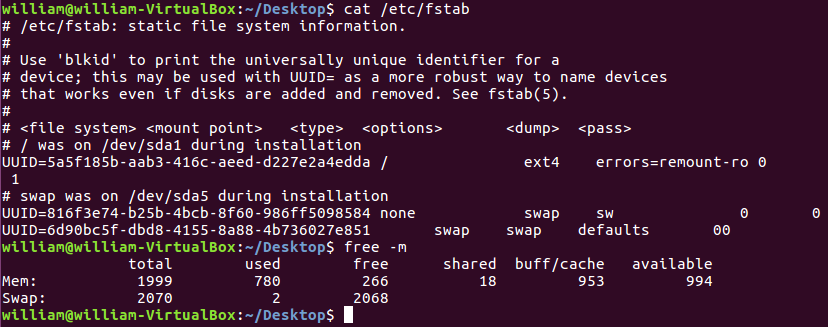 william@william-VirtualBox:~/Desktop$ cat /etc/fstab
# /etc/fstab: static file system information.
#
# Use 'blkid' to print the universally unique identifier for a
# device; this may be used with UUID= as a more robust way to name devices
# that works even if disks are added and removed. See fstab(5).
#
# <file system> <mount point>   <type>  <options>       <dump>  <pass>
# / was on /dev/sda1 during installation
UUID=5a5f185b-aab3-416c-aeed-d227e2a4edda /               ext4    errors=remount-ro 0
 1
# swap was on /dev/sda5 during installation
UUID=816f3e74-b25b-4bcb-8f60-986ff5098584 none            swap    sw              0       0
UUID=6d90bc5f-dbd8-4155-8a88-4b736027e851       swap    swap    defaults        00
william@william-VirtualBox:~/Desktop$ free -m
              total        used        free      shared  buff/cache   available
Mem:           1999         780         266          18         953         994
Swap:          2070           2        2068
william@william-VirtualBox:~/Desktop$